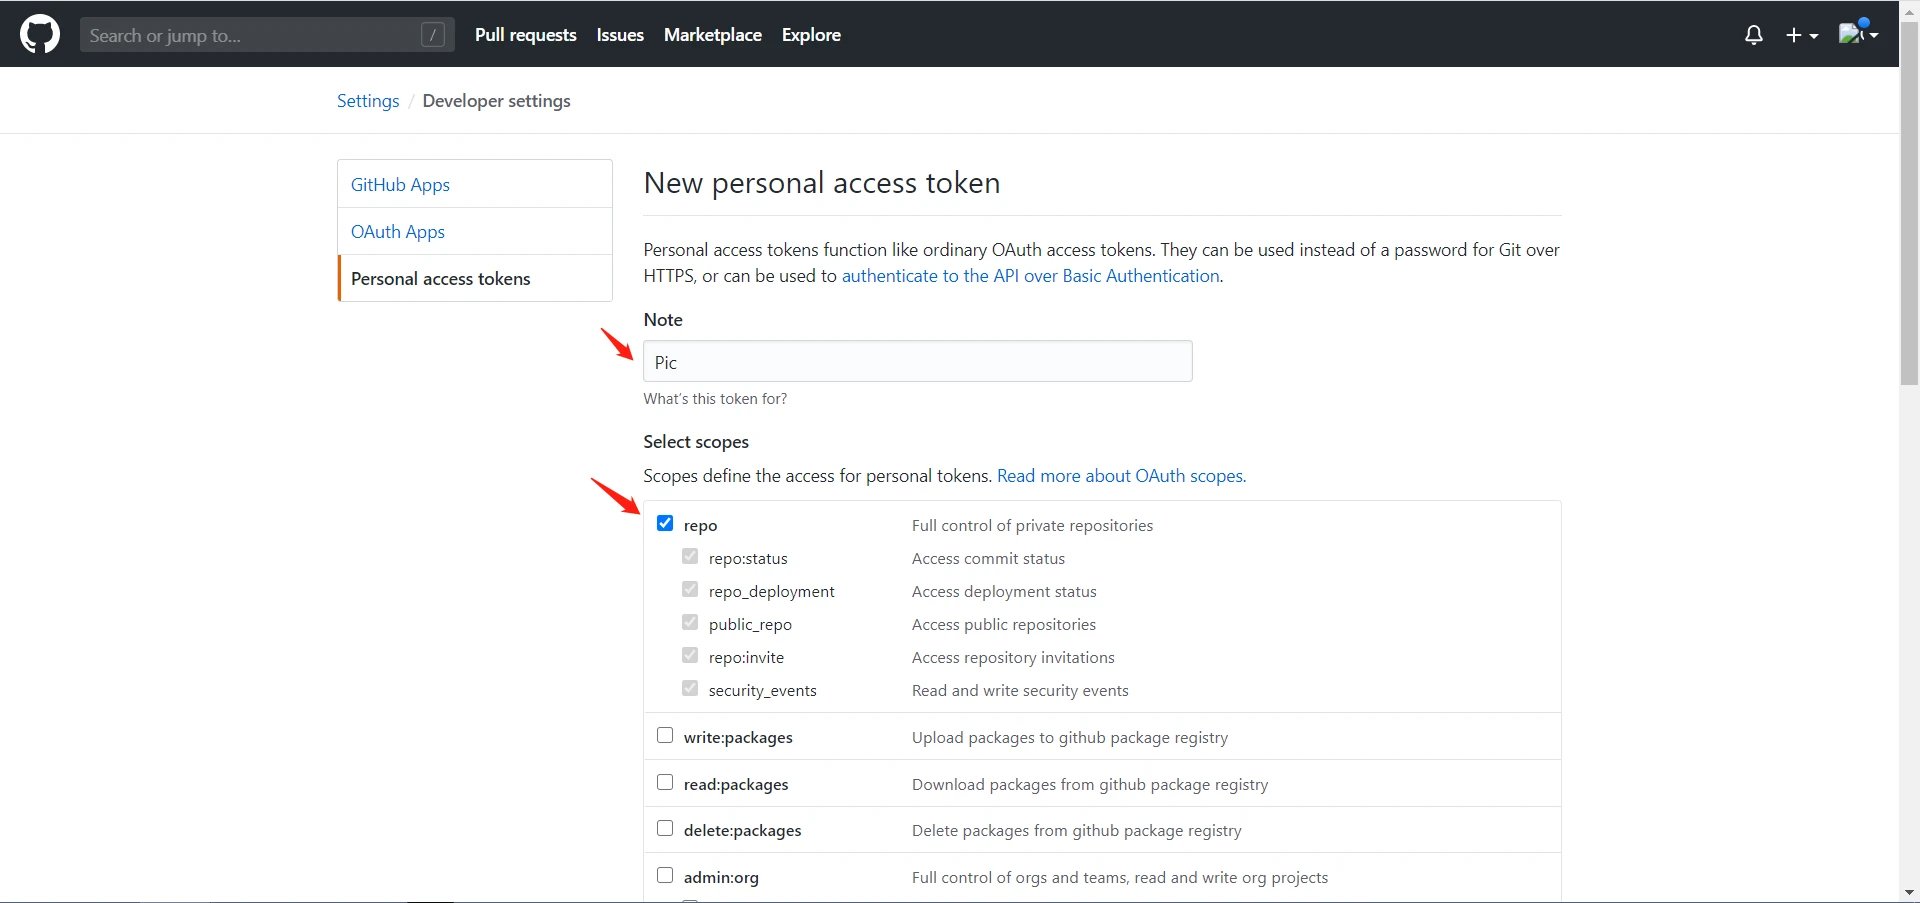 Search or jump to... / Pull requests Issues Marketplace Explore
Settings / Developer settings
GitHub Apps
OAuth Apps
Personal access tokens
New personal access token
Personal access tokens function like ordinary OAuth access tokens. They can be used instead of a password for Git over
HTTPS, or can be used to authenticate to the API over Basic Authentication.
Note
Pic
What's this token for?
Select scopes
Scopes define the access for personal tokens. Read more about OAuth scopes.
repo Full control of private repositories
repo:status Access commit status
repo_deployment Access deployment status
public_repo Access public repositories
repo:invite Access repository invitations
security_events Read and write security events
write:packages Upload packages to github package registry
read:packages Download packages from github package registry
delete:packages Delete packages from github package registry
admin:org Full control of orgs and teams, read and write org projects